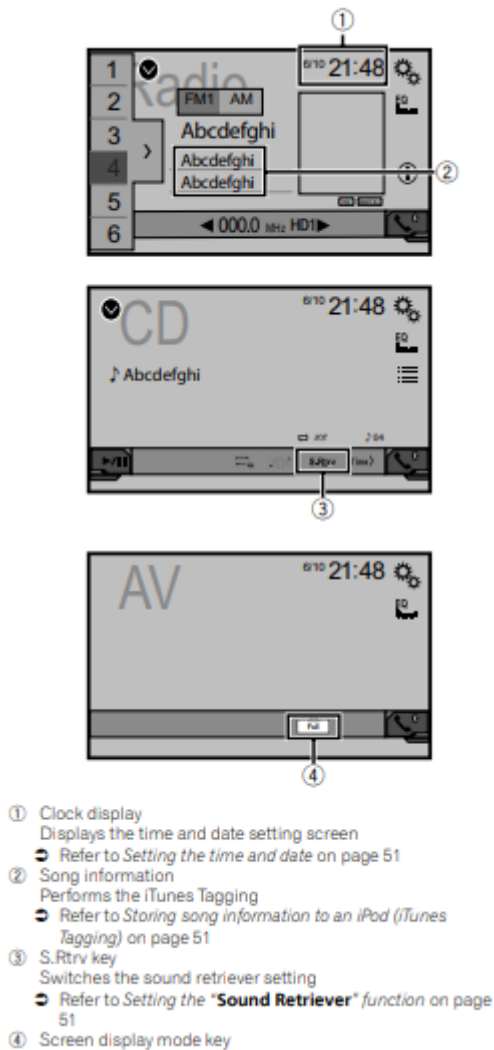 ①
1
2
3
4
5
6
Radio
6/10 21:48
EQ
FM1 AM
Abcdefghi
Abcdefghi
Abcdefghi
②
◀ 000.0 MHz HD1 ▶
CD
6/10 21:48
EQ
♪ Abcdefghi
S.Rtrv
③
AV
6/10 21:48
EQ
Full
④
① Clock display
Displays the time and date setting screen
➲ Refer to Setting the time and date on page 51
② Song information
Performs the iTunes Tagging
➲ Refer to Storing song information to an iPod (iTunes
Tagging) on page 51
③ S.Rtrv key
Switches the sound retriever setting
➲ Refer to Setting the "Sound Retriever" function on page
51
④ Screen display mode key